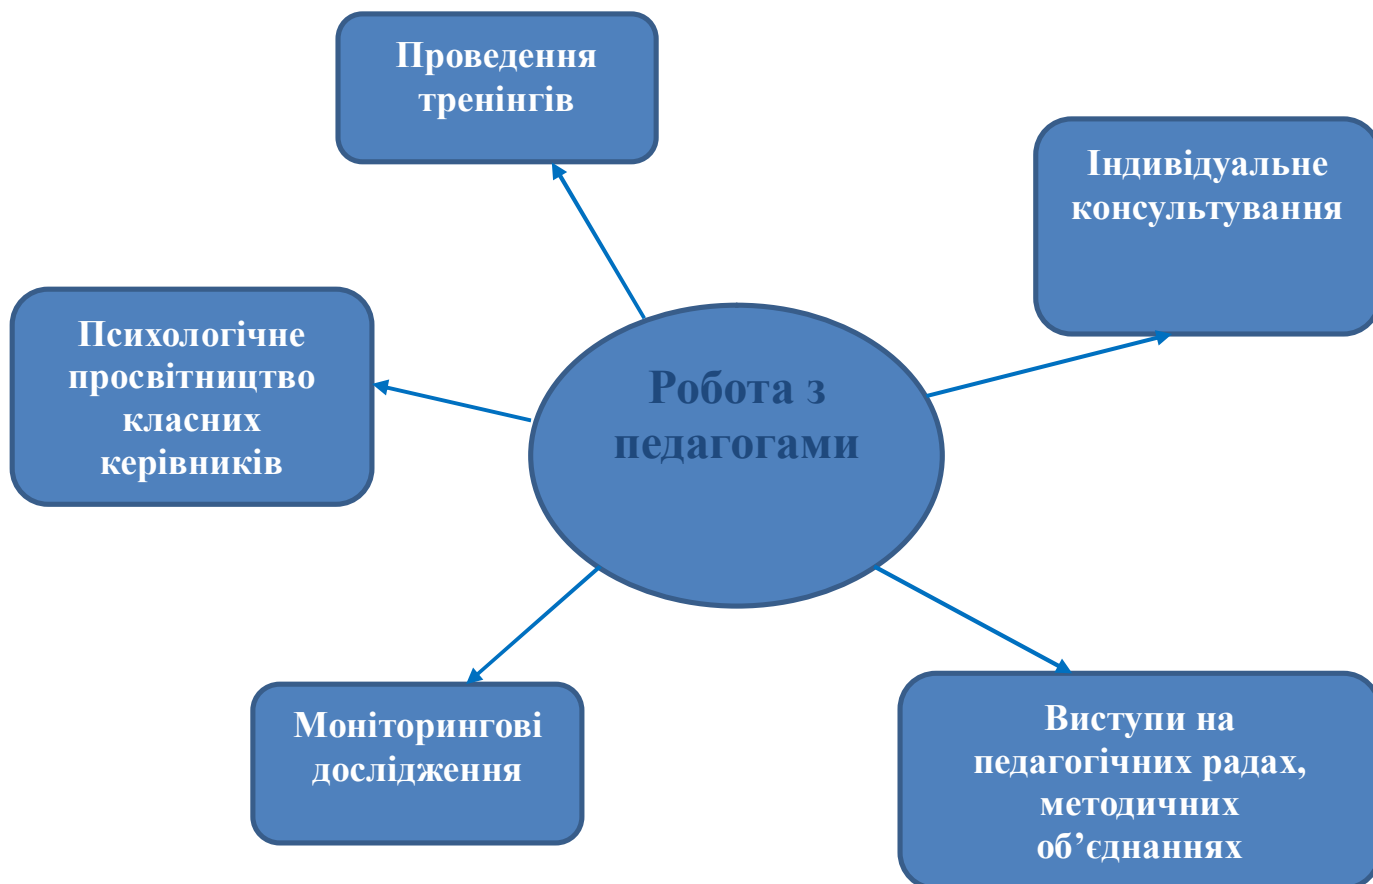 Проведення
тренінгів
Індивідуальне
консультування
Психологічне
просвітництво
класних
керівників
Робота з
педагогами
Моніторингові
дослідження
Виступи на
педагогічних радах,
методичних
об’єднаннях